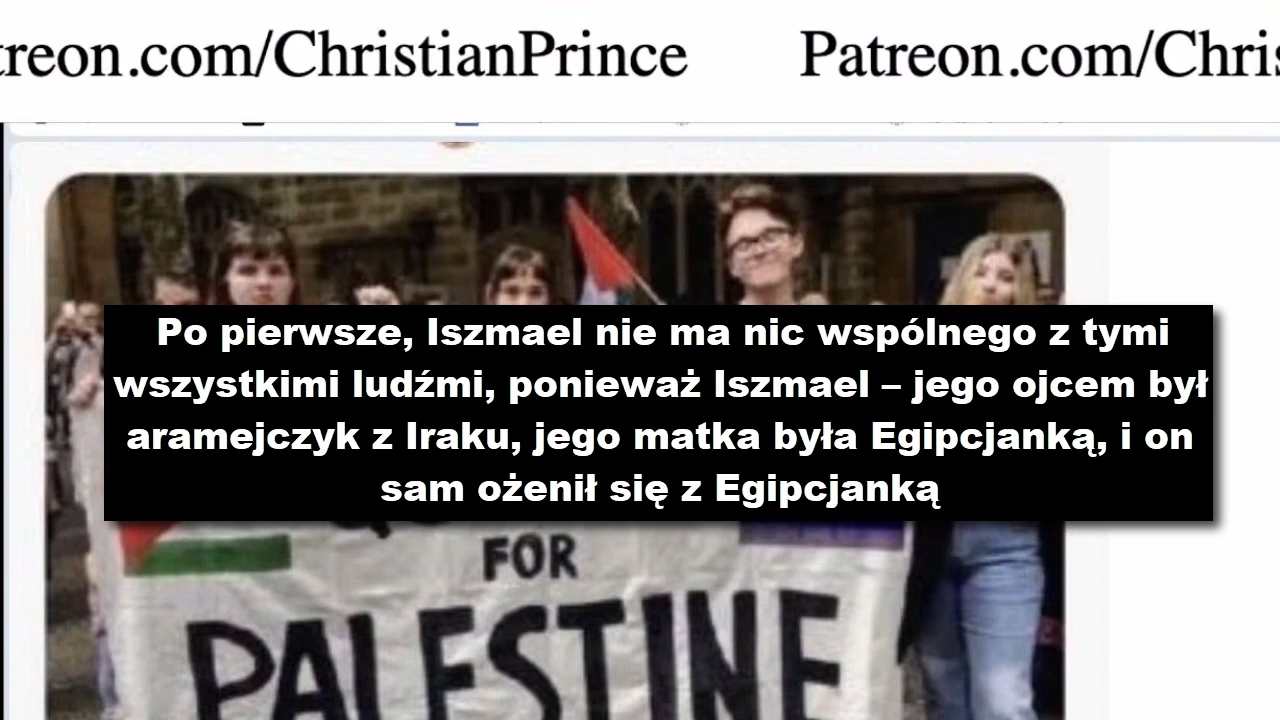 treon.com/ChristianPrince Patreon.com/Chris
Po pierwsze, Iszmael nie ma nic wspólnego z tymi
wszystkimi ludźmi, ponieważ Iszmael – jego ojcem był
aramejczyk z Iraku, jego matka była Egipcjanką, i on
sam ożenił się z Egipcjanką
FOR
PALESTINE